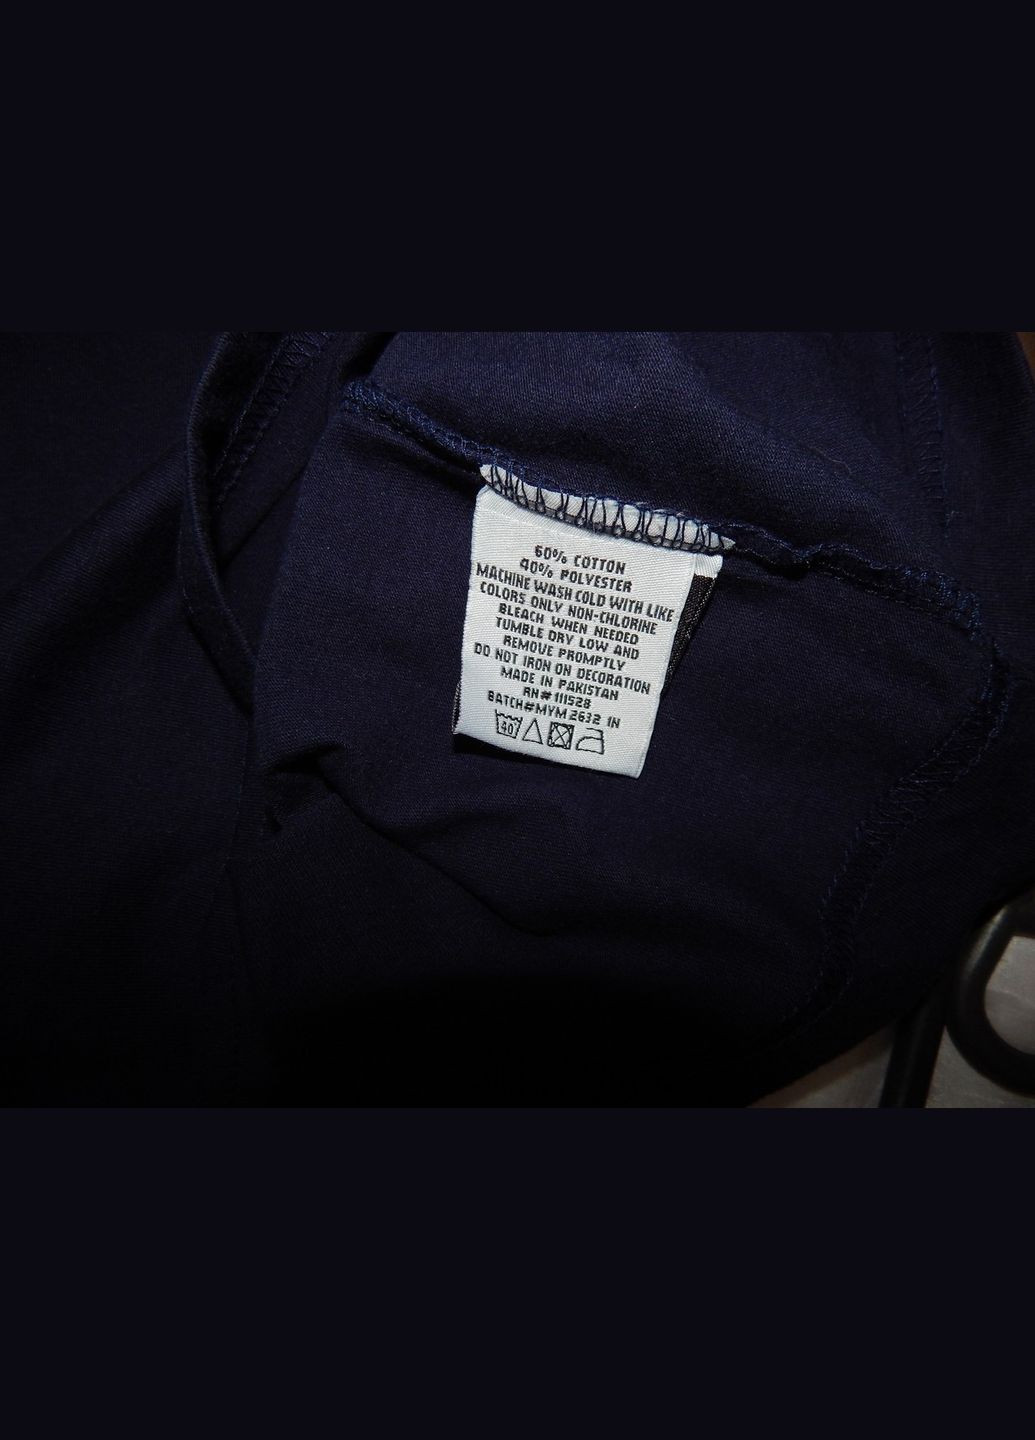 60% COTTON
40% POLYESTER
MACHINE WASH COLD WITH LIKE
COLORS ONLY NON-CHLORINE
BLEACH WHEN NEEDED
TUMBLE DRY LOW AND
REMOVE PROMPTLY
DO NOT IRON ON DECORATION
MADE IN PAKISTAN
RN#111528
BATCH#MYM 2632 IN
40